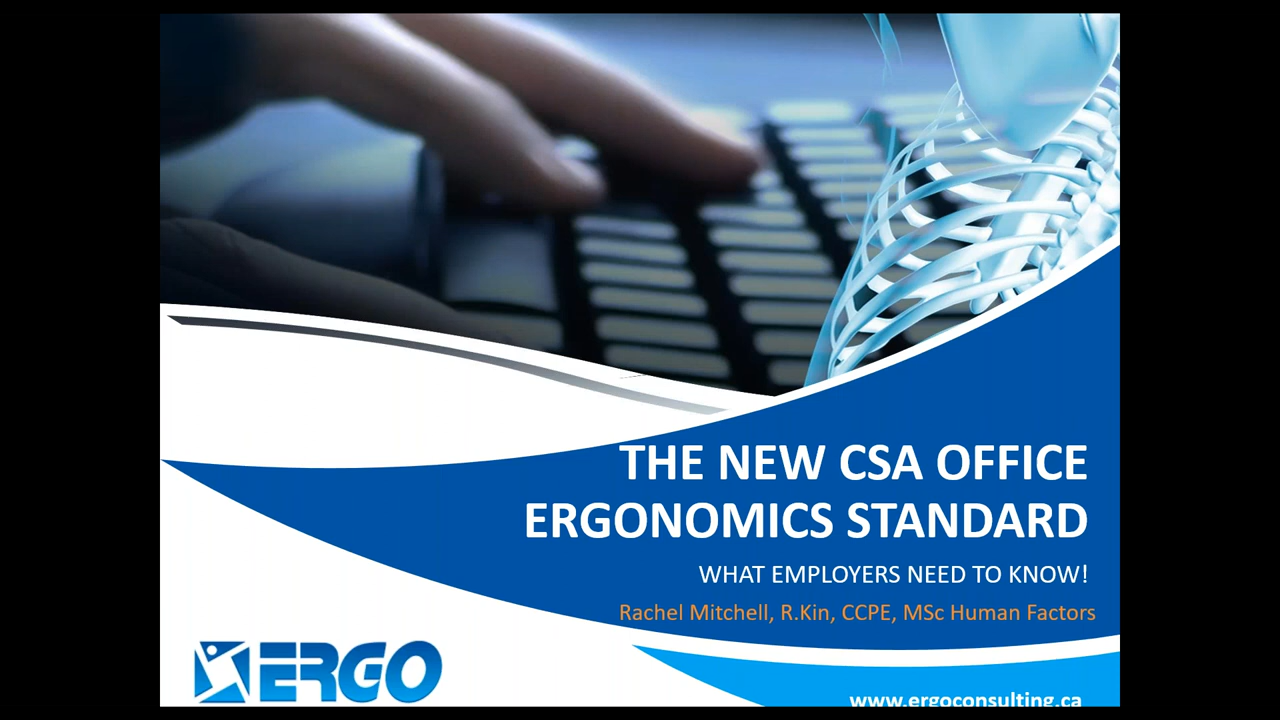 THE NEW CSA OFFICE
ERGONOMICS STANDARD
WHAT EMPLOYERS NEED TO KNOW!
Rachel Mitchell, R.Kin, CCPE, MSc Human Factors
ERGO
www.ergoconsulting.ca